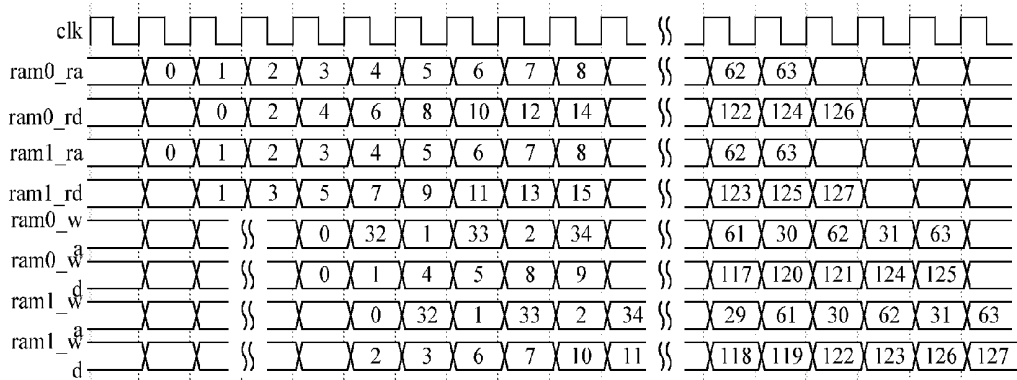 clk
ram0_ra 0 1 2 3 4 5 6 7 8 62 63
ram0_rd 0 2 4 6 8 10 12 14 122 124 126
ram1_ra 0 1 2 3 4 5 6 7 8 62 63
ram1_rd 1 3 5 7 9 11 13 15 123 125 127
ram0_w
a 0 32 1 33 2 34 61 30 62 31 63
ram0_w
d 0 1 4 5 8 9 117 120 121 124 125
ram1_w
a 0 32 1 33 2 34 29 61 30 62 31 63
ram1_w
d 2 3 6 7 10 11 118 119 122 123 126 127